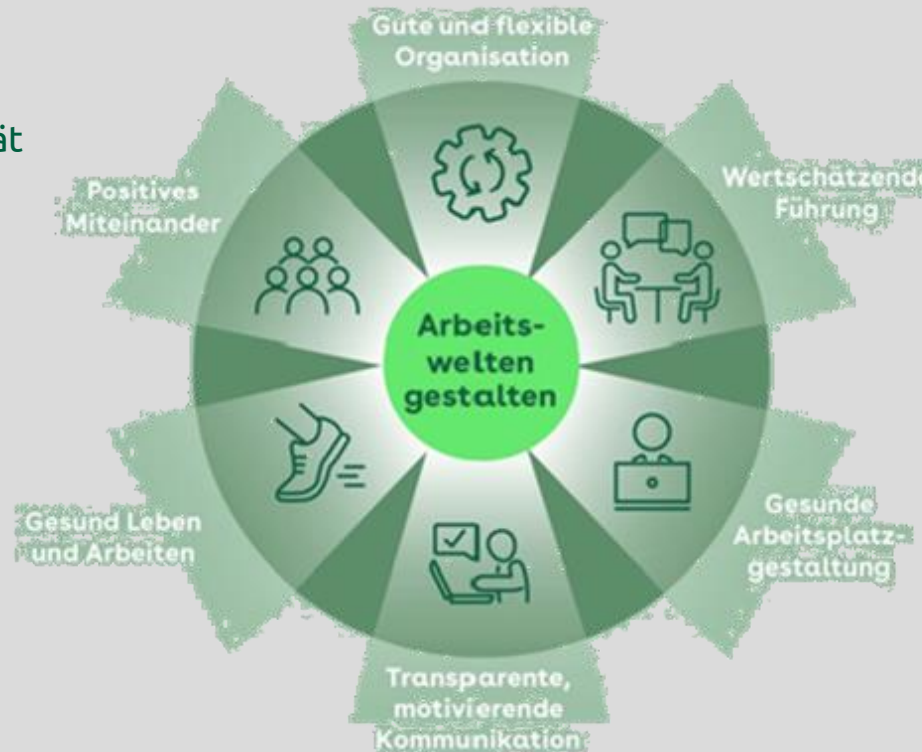 Gute und flexible
Organisation
ät
Positives
Miteinander
Wertschätzende
Führung
Arbeits-
welten
gestalten
Gesund Leben
und Arbeiten
Gesunde
Arbeitsplatz-
gestaltung
Transparente,
motivierende
Kommunikation